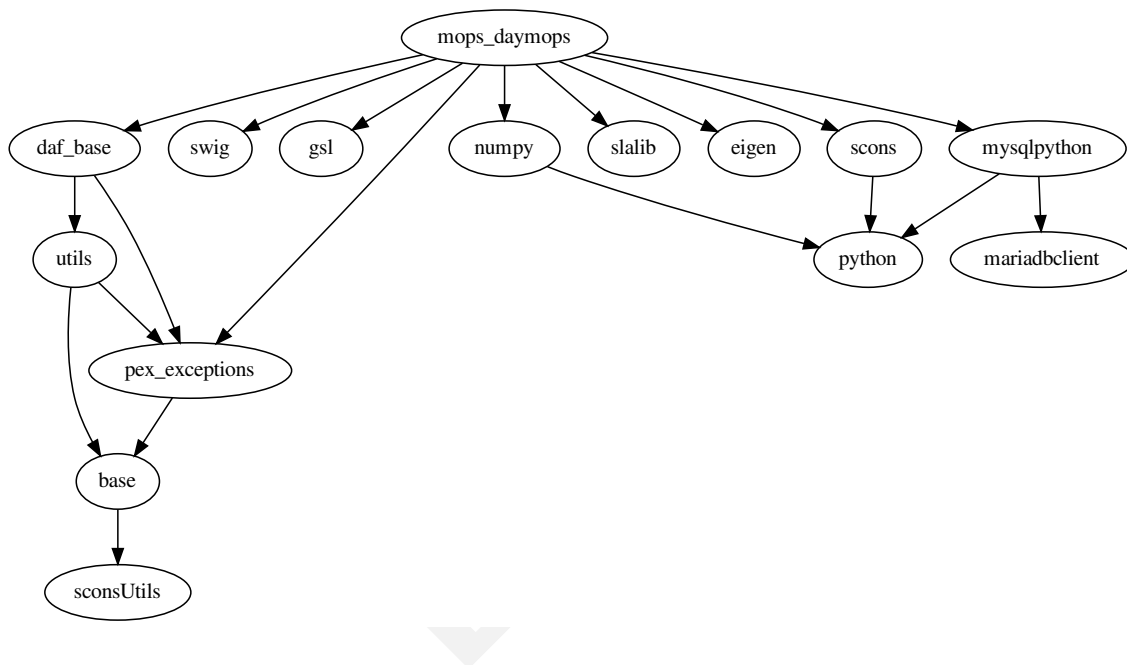 mops_daymops
daf_base
swig
gsl
numpy
slalib
eigen
scons
mysqlpython
utils
python
mariadbclient
pex_exceptions
base
sconsUtils